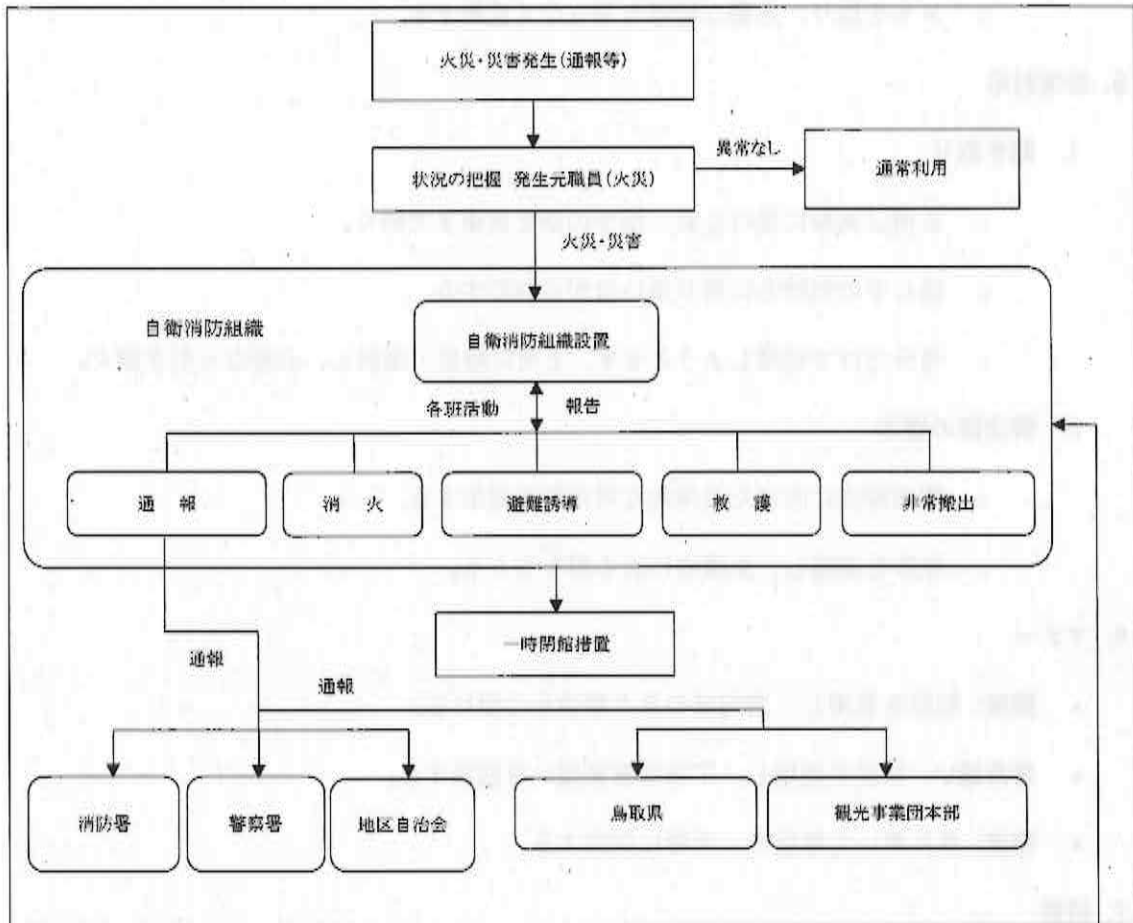 火災・災害発生(通報等)
異常なし
状況の把握 発生元職員(火災)
通常利用
火災・災害
自衛消防組織
自衛消防組織設置
各班活動
報告
通　報
消　火
避難誘導
救　護
非常搬出
一時閉館措置
通報
通報
消防署
警察署
地区自治会
鳥取県
観光事業団本部